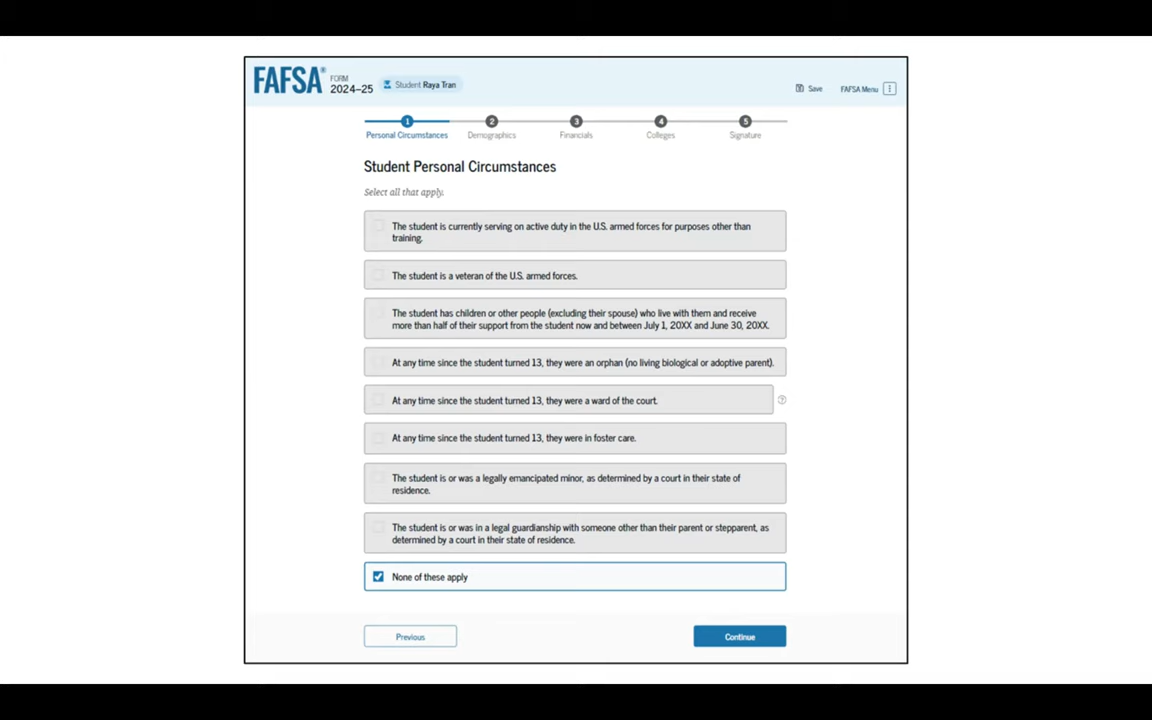 FAFSA®
FORM
2024–25
Student Raya Tran
Save
FAFSA Menu
1
2
3
4
5
Personal Circumstances
Demographics
Financials
Colleges
Signature
Student Personal Circumstances
Select all that apply.
The student is currently serving on active duty in the U.S. armed forces for purposes other than
training.
The student is a veteran of the U.S. armed forces.
The student has children or other people (excluding their spouse) who live with them and receive
more than half of their support from the student now and between July 1, 20XX and June 30, 20XX.
At any time since the student turned 13, they were an orphan (no living biological or adoptive parent).
At any time since the student turned 13, they were a ward of the court.
?
At any time since the student turned 13, they were in foster care.
The student is or was a legally emancipated minor, as determined by a court in their state of
residence.
The student is or was in a legal guardianship with someone other than their parent or stepparent, as
determined by a court in their state of residence.
None of these apply
Previous
Continue